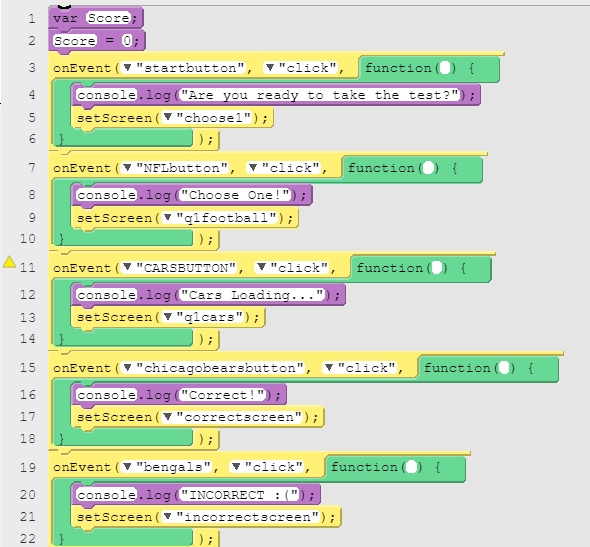 1 var Score;
2 Score = 0;
3 onEvent(▼"startbutton", ▼"click", function() {
4 console.log("Are you ready to take the test?");
5 setScreen(▼"choose1");
6 } );
7 onEvent(▼"NFLbutton", ▼"click", function() {
8 console.log("Choose One!");
9 setScreen(▼"q1football");
10 } );
11 onEvent(▼"CARSBUTTON", ▼"click", function() {
12 console.log("Cars Loading...");
13 setScreen(▼"q1cars");
14 } );
15 onEvent(▼"chicagobearsbutton", ▼"click", function() {
16 console.log("Correct!");
17 setScreen(▼"correctscreen");
18 } );
19 onEvent(▼"bengals", ▼"click", function() {
20 console.log("INCORRECT :(");
21 setScreen(▼"incorrectscreen");
22 } );